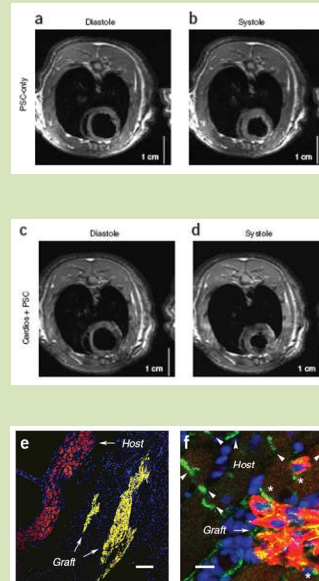 a
Diastole
b
Systole
PSC-only
1 cm
1 cm
c
Diastole
d
Systole
Cardios + PSC
1 cm
1 cm
e
Host
Graft
f
Host
Graft
*
*
*